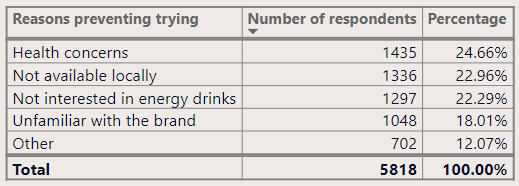 Reasons preventing trying Number of respondents Percentage
Health concerns 1435 24.66%
Not available locally 1336 22.96%
Not interested in energy drinks 1297 22.29%
Unfamiliar with the brand 1048 18.01%
Other 702 12.07%
Total 5818 100.00%